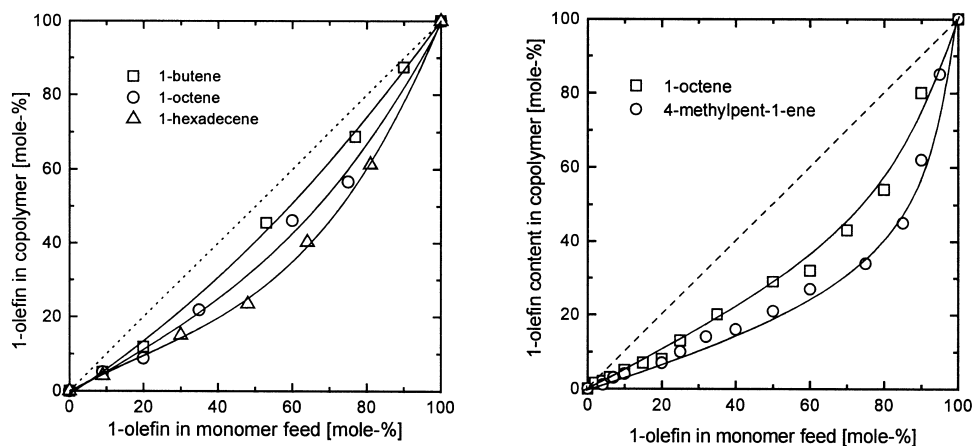 1-olefin in copolymer [mole-%]
100
80
60
40
20
0
1-butene
1-octene
1-hexadecene
0 20 40 60 80 100
1-olefin in monomer feed [mole-%]
1-olefin content in copolymer [mole-%]
100
80
60
40
20
0
1-octene
4-methylpent-1-ene
0 20 40 60 80 100
1-olefin in monomer feed [mole-%]